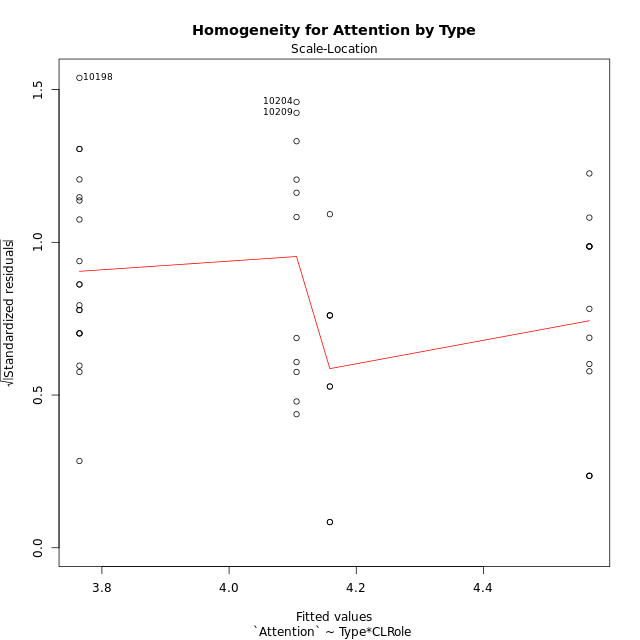 Homogeneity for Attention by Type
Scale-Location
10198
10204
10209
1.5
1.0
0.5
0.0
√|Standardized residuals|
3.8 4.0 4.2 4.4
Fitted values
`Attention` ~ Type*CLRole